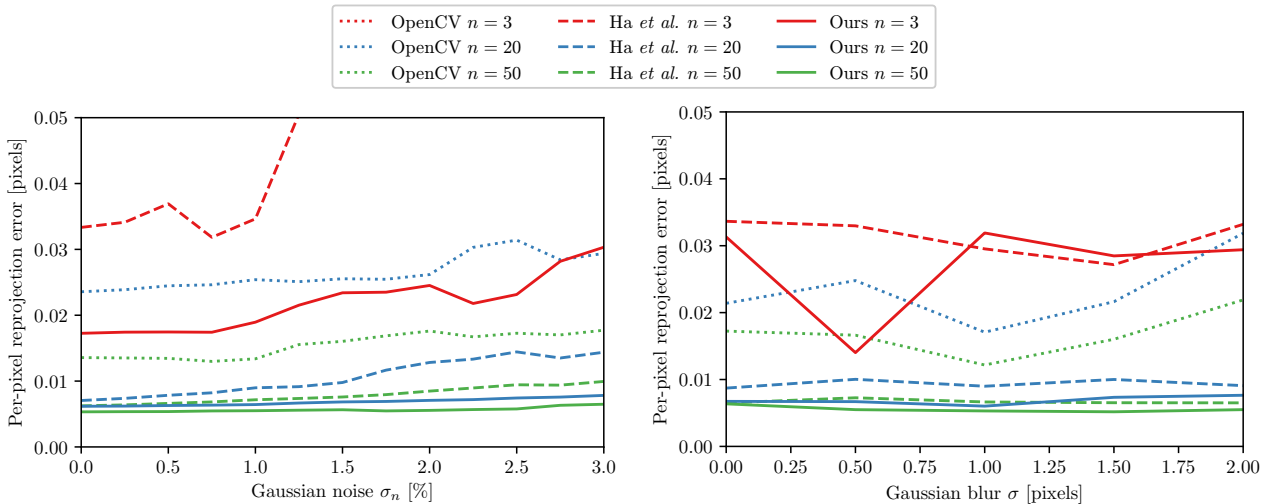 OpenCV n = 3 Ha et al. n = 3 Ours n = 3
OpenCV n = 20 Ha et al. n = 20 Ours n = 20
OpenCV n = 50 Ha et al. n = 50 Ours n = 50
Per-pixel reprojection error [pixels]
0.05
0.04
0.03
0.02
0.01
0.00
0.0 0.5 1.0 1.5 2.0 2.5 3.0
Gaussian noise σₙ [%]
Per-pixel reprojection error [pixels]
0.05
0.04
0.03
0.02
0.01
0.00
0.00 0.25 0.50 0.75 1.00 1.25 1.50 1.75 2.00
Gaussian blur σ [pixels]